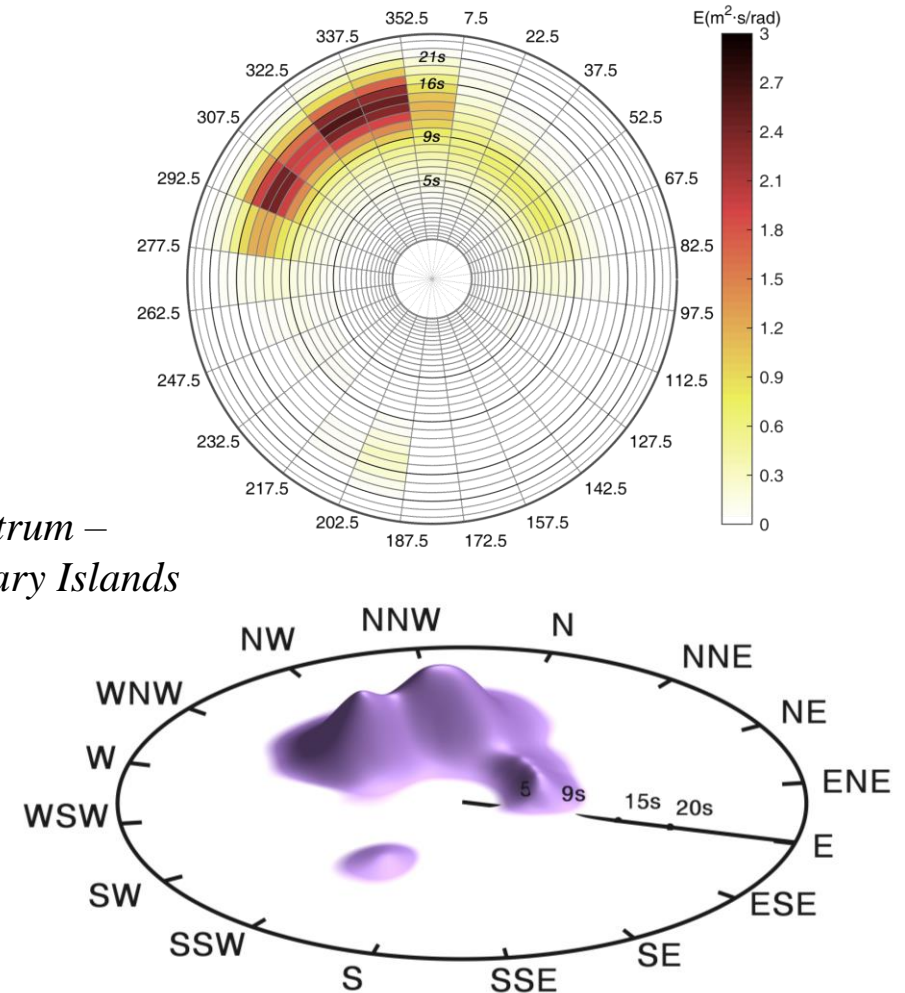 E(m²·s/rad)
352.5 7.5
337.5 22.5
322.5 37.5
307.5 52.5
292.5 67.5
277.5 82.5
262.5 97.5
247.5 112.5
232.5 127.5
217.5 142.5
202.5 157.5
187.5 172.5
21s
16s
9s
5s
3
2.7
2.4
2.1
1.8
1.5
1.2
0.9
0.6
0.3
0
trum –
ary Islands
NNW N
NW NNE
WNW NE
W ENE
WSW E
SW ESE
SSW SE
S SSE
5 9s 15s 20s